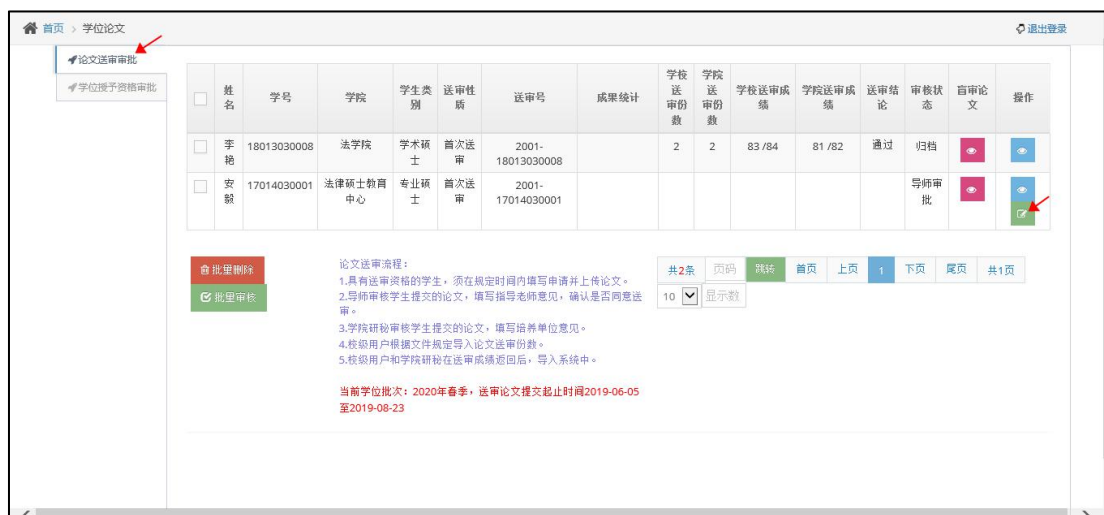 首页 > 学位论文
退出登录
论文送审审批
学位授予资格审批
姓名 学号 学院 学生类别 送审性质 送审号 成果统计 学校送审份数 学院送审份数 学校送审成绩 学院送审成绩 送审结论 审核状态 盲审论文 操作
李艳 18013030008 法学院 学术硕士 首次送审 2001-18013030008 2 2 83 /84 81 /82 通过 归档
安毅 17014030001 法律硕士教育中心 专业硕士 首次送审 2001-17014030001 导师审批
批量删除
批量审核
论文送审流程：
1.具有送审资格的学生，须在规定时间内填写申请并上传论文。
2.导师审核学生提交的论文，填写指导老师意见，确认是否同意送
审。
3.学院研秘审核学生提交的论文，填写培养单位意见。
4.校级用户根据文件规定导入论文送审份数。
5.校级用户和学院研秘在送审成绩返回后，导入系统中。
当前学位批次：2020年春季，送审论文提交起止时间2019-06-05
至2019-08-23
共2条 页码 跳转 首页 上页 1 下页 尾页 共1页
10 显示数